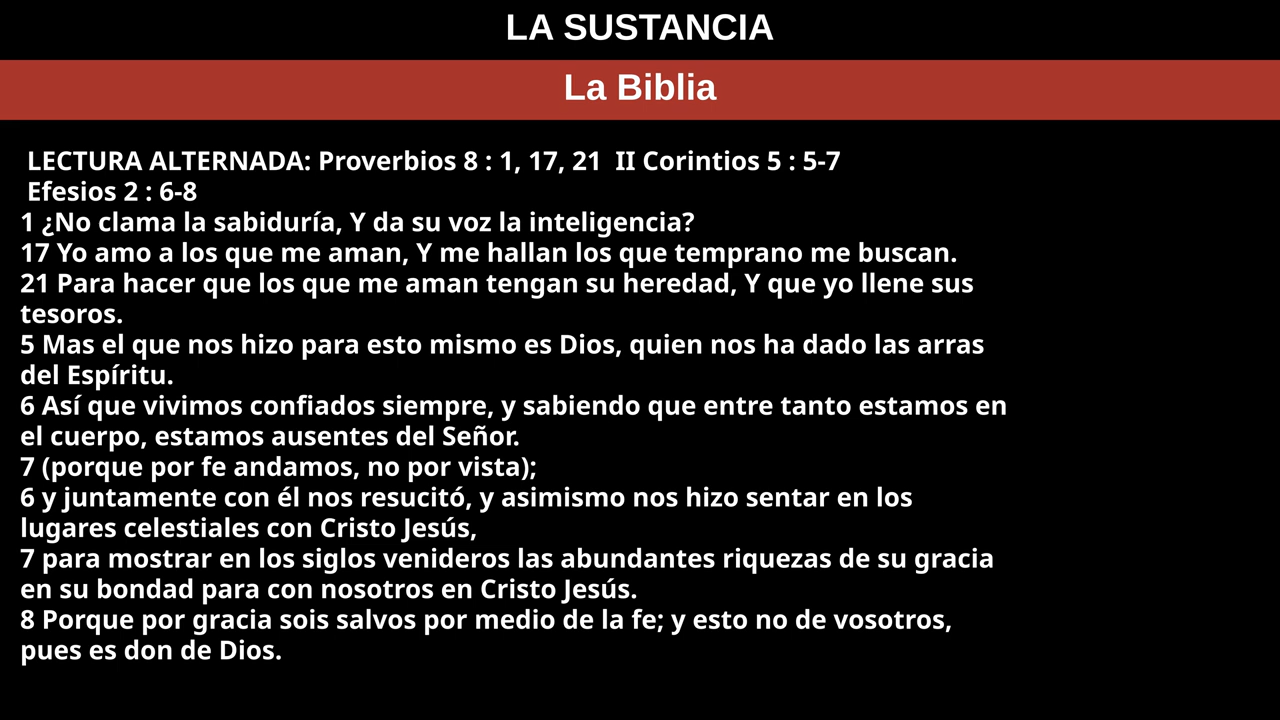 LA SUSTANCIA
La Biblia
LECTURA ALTERNADA: Proverbios 8 : 1, 17, 21  II Corintios 5 : 5-7
Efesios 2 : 6-8
1 ¿No clama la sabiduría, Y da su voz la inteligencia?
17 Yo amo a los que me aman, Y me hallan los que temprano me buscan.
21 Para hacer que los que me aman tengan su heredad, Y que yo llene sus
tesoros.
5 Mas el que nos hizo para esto mismo es Dios, quien nos ha dado las arras
del Espíritu.
6 Así que vivimos confiados siempre, y sabiendo que entre tanto estamos en
el cuerpo, estamos ausentes del Señor.
7 (porque por fe andamos, no por vista);
6 y juntamente con él nos resucitó, y asimismo nos hizo sentar en los
lugares celestiales con Cristo Jesús,
7 para mostrar en los siglos venideros las abundantes riquezas de su gracia
en su bondad para con nosotros en Cristo Jesús.
8 Porque por gracia sois salvos por medio de la fe; y esto no de vosotros,
pues es don de Dios.